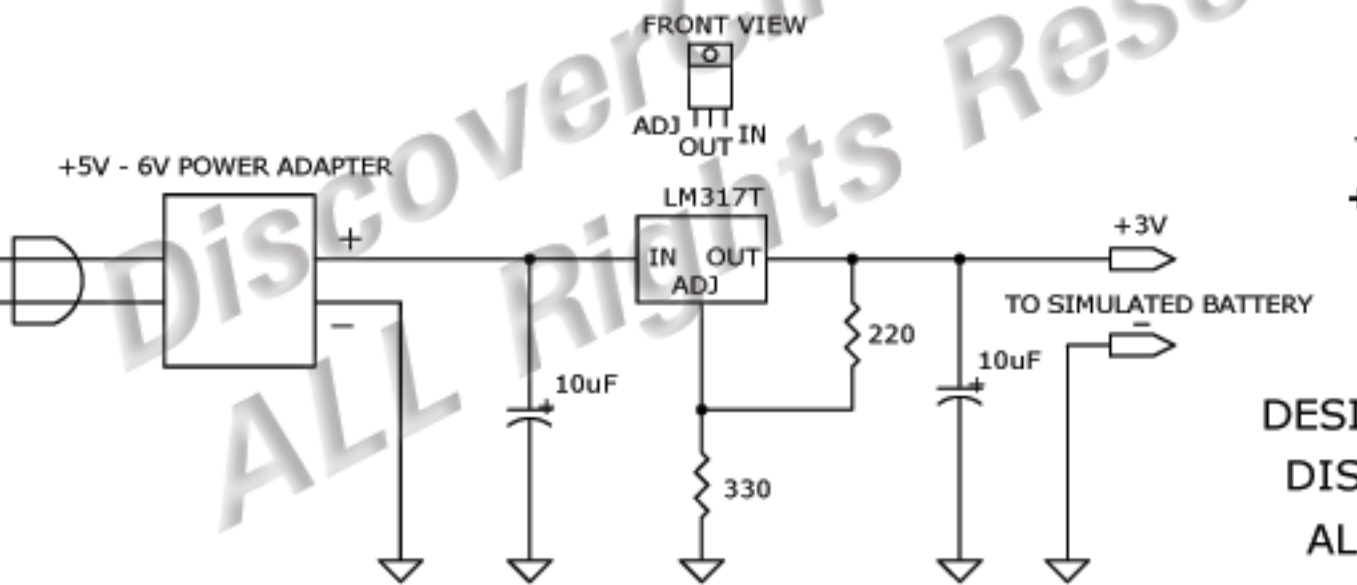 FRONT VIEW
ADJ
OUT
IN
+5V - 6V POWER ADAPTER
LM317T
+
IN OUT
ADJ
+3V
TO SIMULATED BATTERY
−
−
220
10uF
+
10uF
+
330
DESI
DIS
AL
Discover
ALL Rights Rese